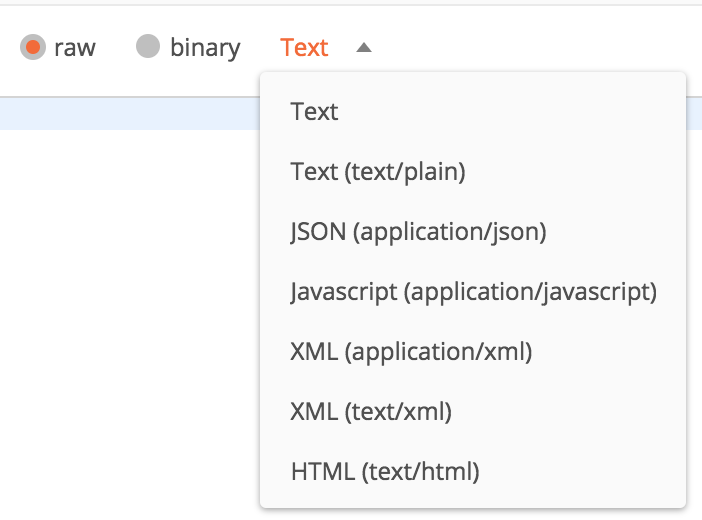 raw binary Text
Text
Text (text/plain)
JSON (application/json)
Javascript (application/javascript)
XML (application/xml)
XML (text/xml)
HTML (text/html)